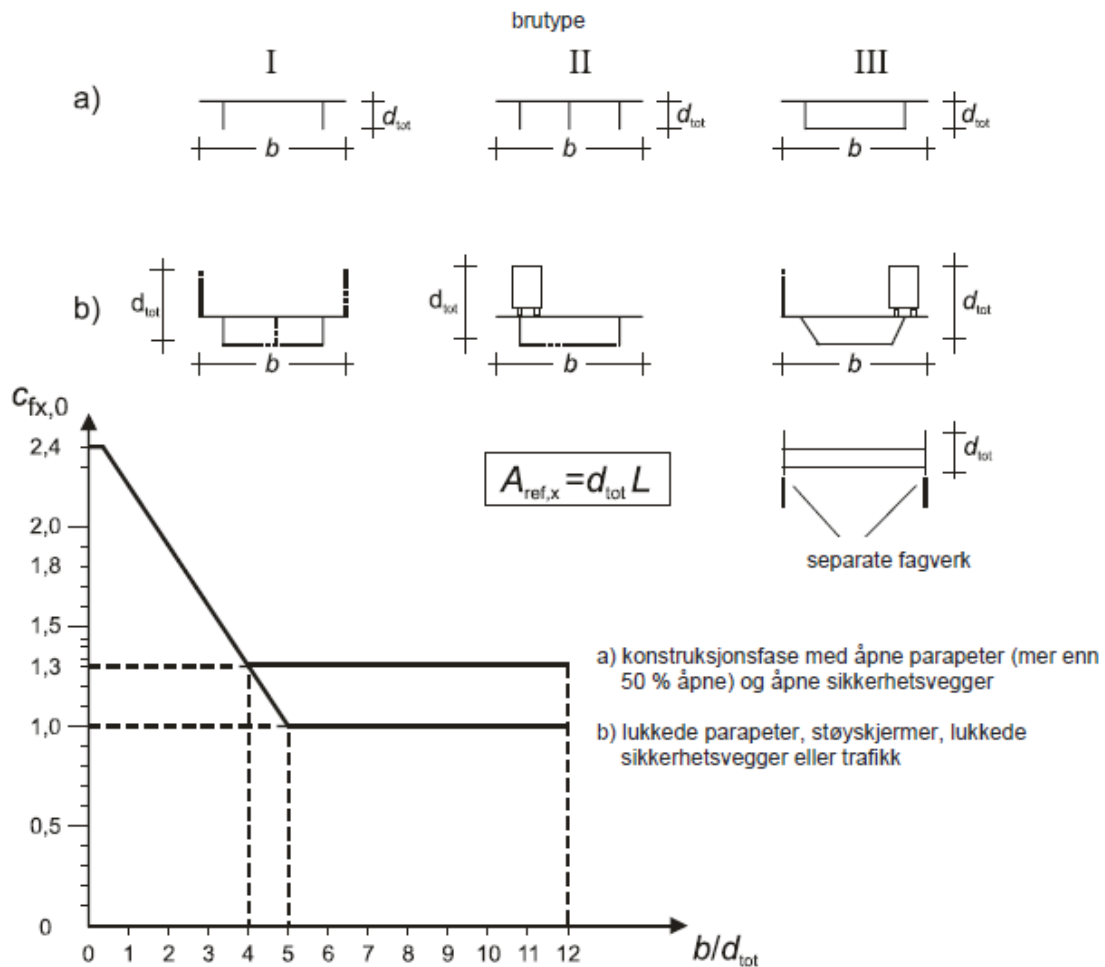 brutype
I II III
a)
d_tot d_tot d_tot
b b b
b)
d_tot d_tot d_tot
b b b
c_fx,0
2,4
2,0
1,8
1,5
1,3
1,0
0,5
0
0 1 2 3 4 5 6 7 8 9 10 11 12
b/d_tot
A_ref,x = d_tot L
d_tot
separate fagverk
a) konstruksjonsfase med åpne parapeter (mer enn
50 % åpne) og åpne sikkerhetsvegger
b) lukkede parapeter, støyskjermer, lukkede
sikkerhetsvegger eller trafikk